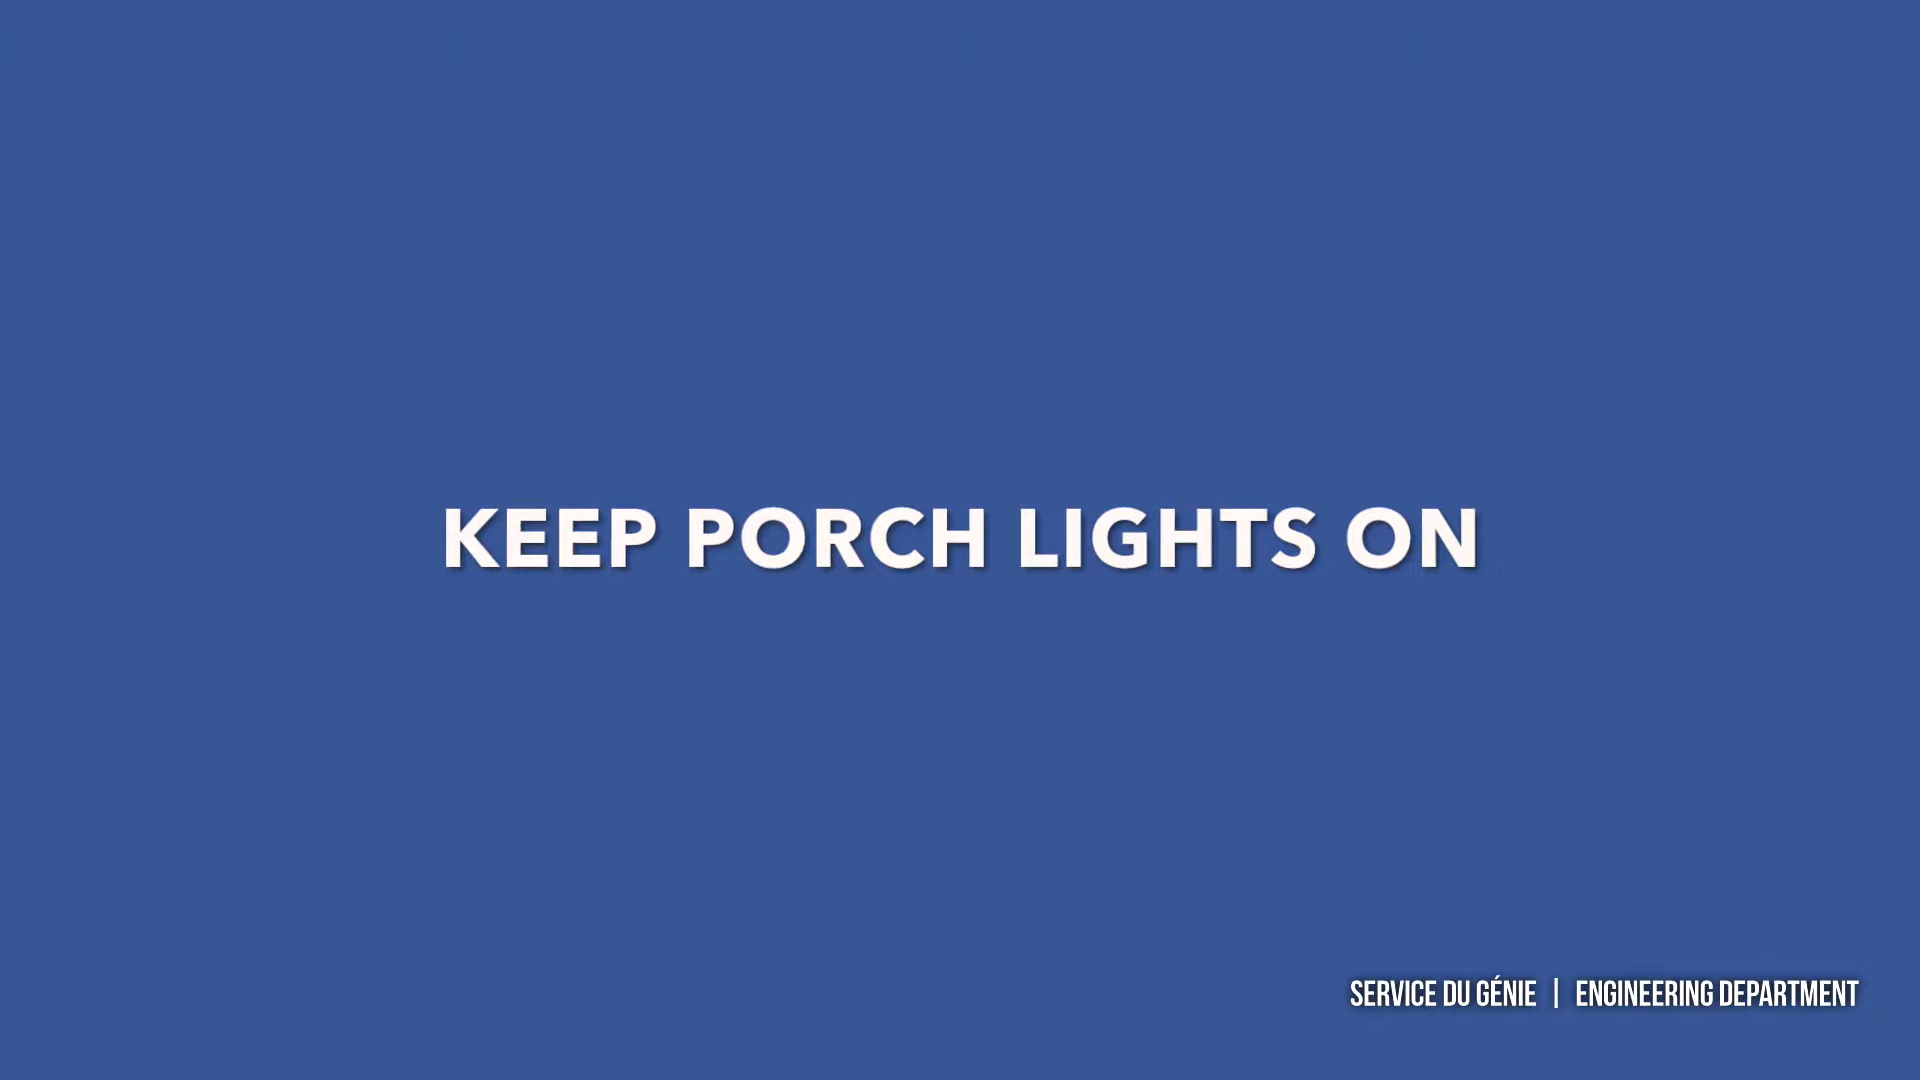 KEEP PORCH LIGHTS ON
SERVICE DU GÉNIE | ENGINEERING DEPARTMENT